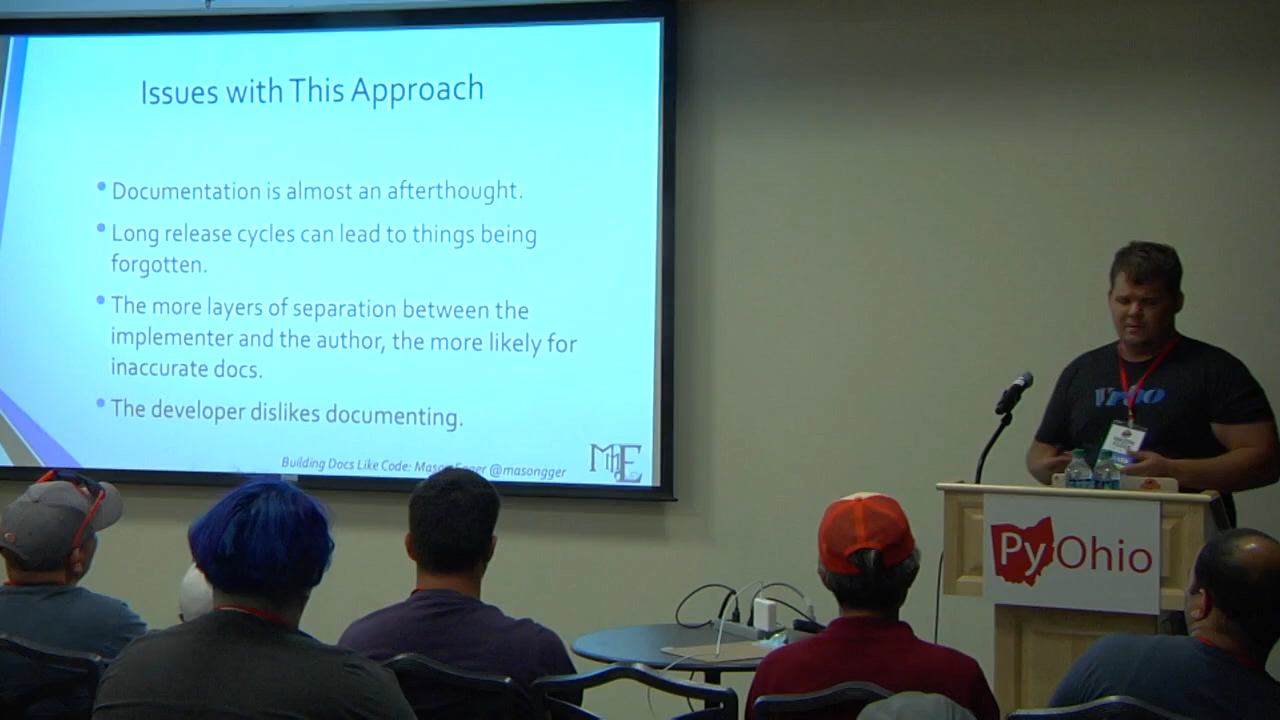 Issues with This Approach
• Documentation is almost an afterthought.
• Long release cycles can lead to things being
forgotten.
• The more layers of separation between the
implementer and the author, the more likely for
inaccurate docs.
• The developer dislikes documenting.
Building Docs Like Code: Mason Egger @masongger
PyOhio